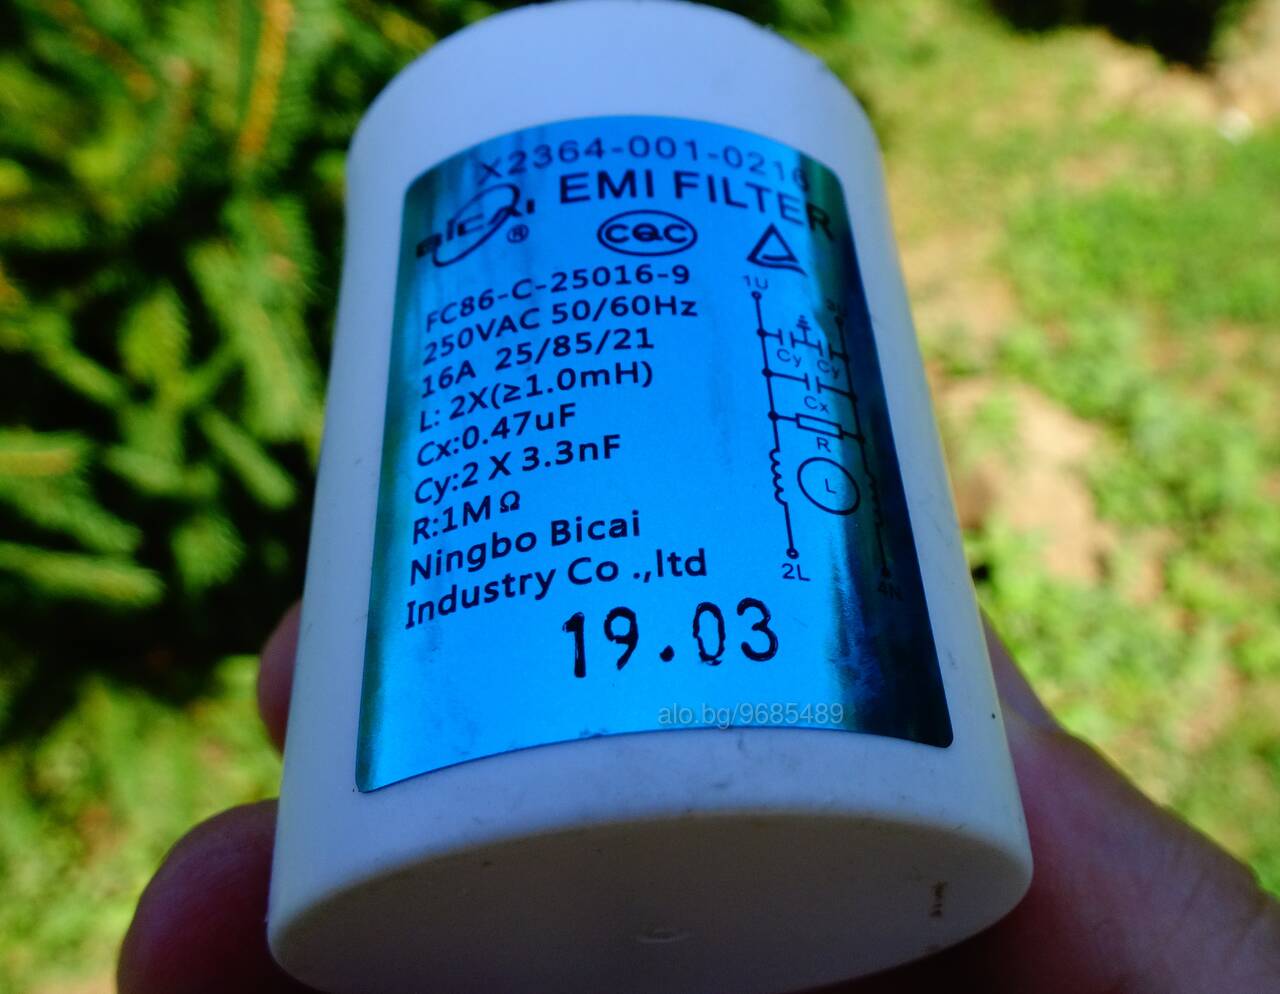 X2364-001-0216
EMI FILTER
BICAI ®
CQC
FC86-C-25016-9
250VAC 50/60Hz
16A 25/85/21
L: 2X(≥1.0mH)
Cx:0.47uF
Cy:2 X 3.3nF
R:1MΩ
Ningbo Bicai
Industry Co .,ltd
19.03
1U
Cy
Cy
Cx
R
L
2L
4N
alo.bg/9685489